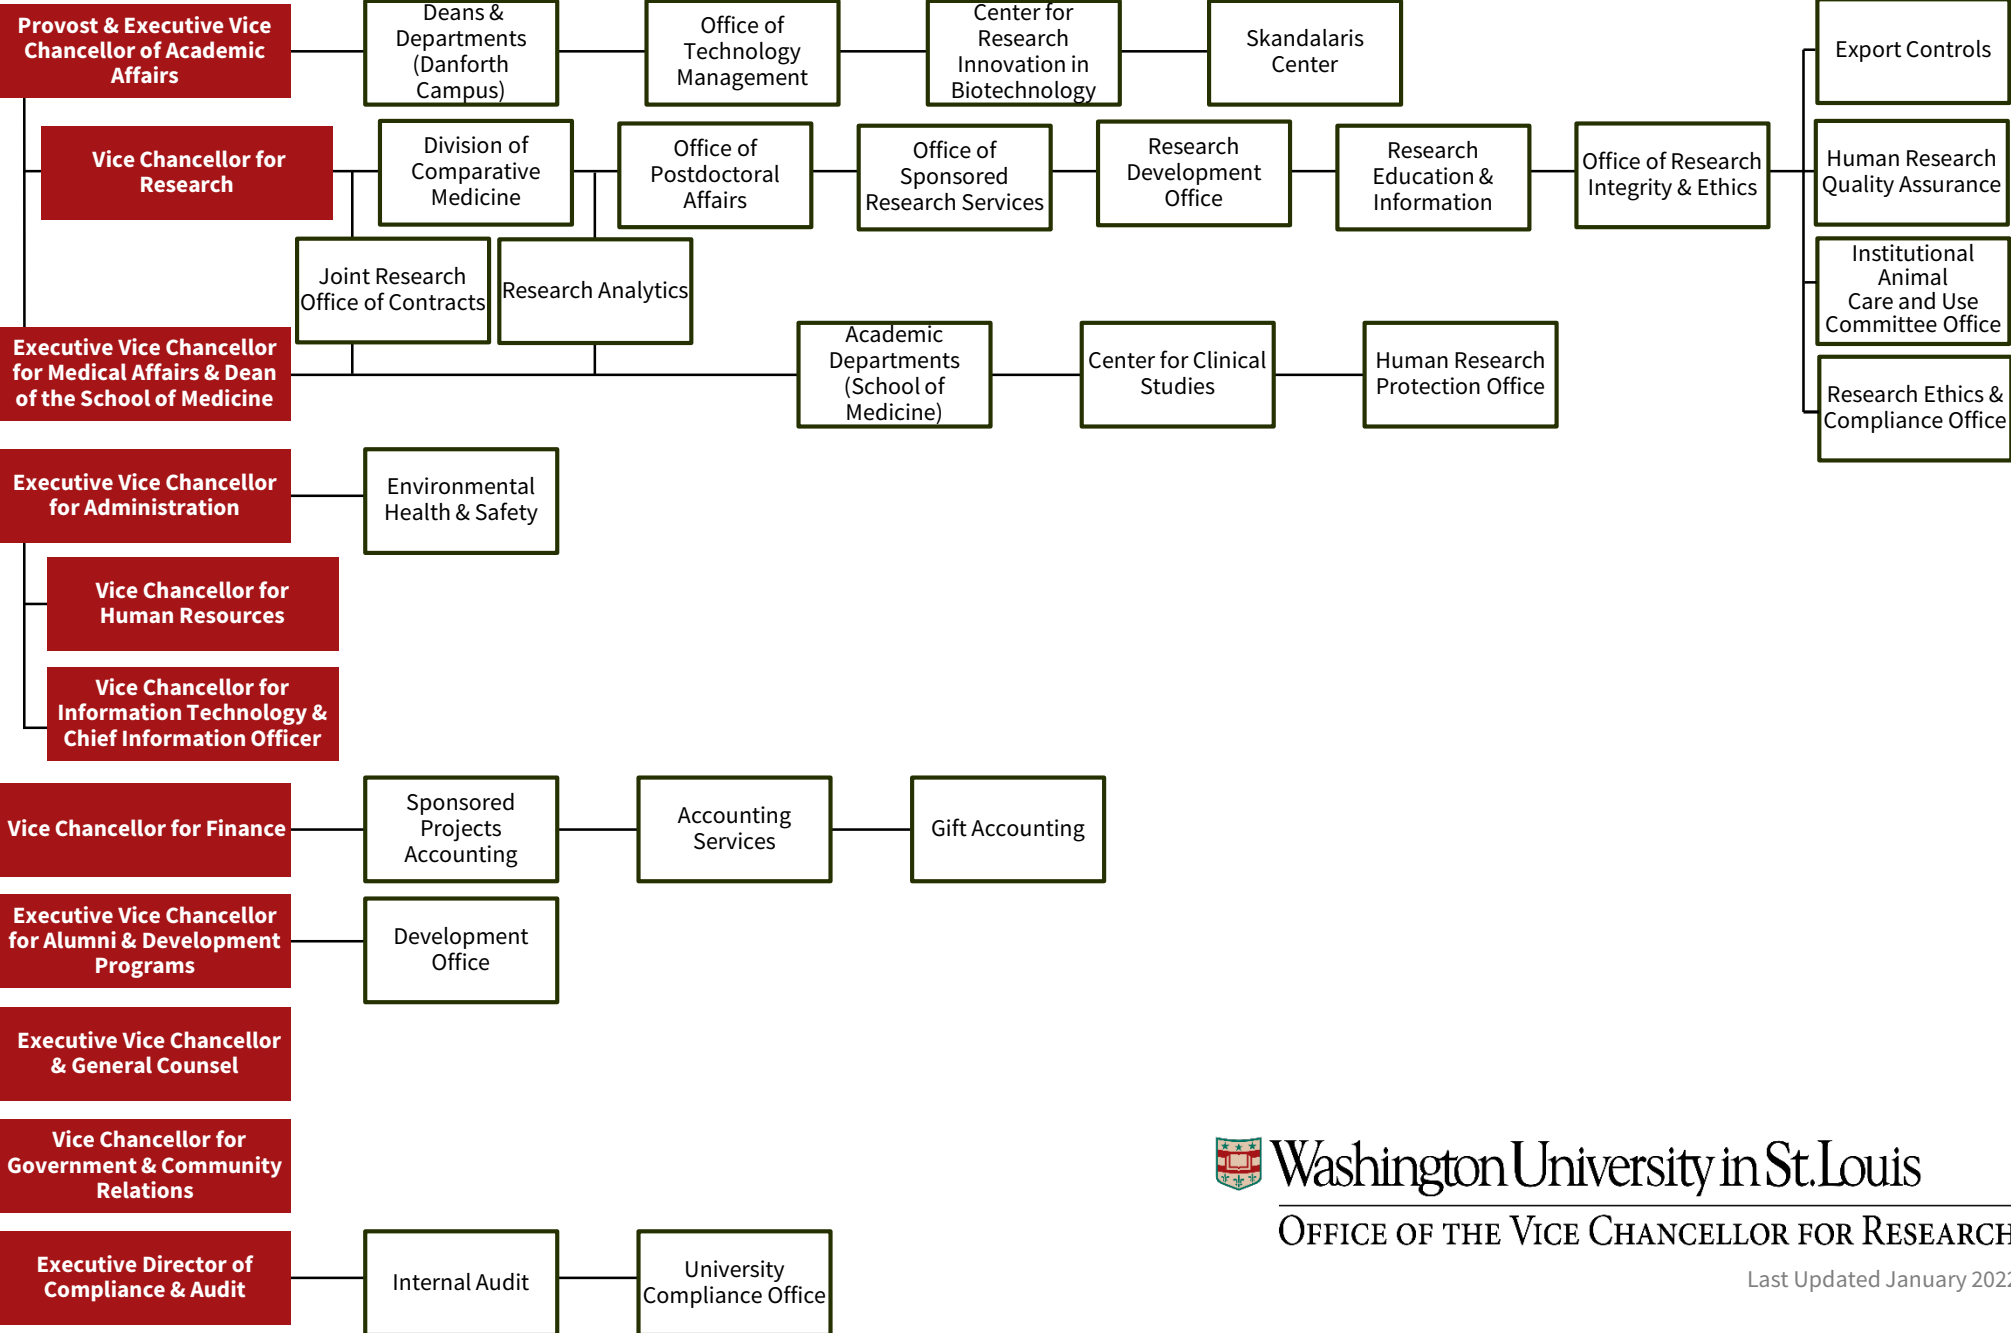 Provost & Executive Vice
Chancellor of Academic
Affairs
Deans &
Departments
(Danforth
Campus)
Office of
Technology
Management
Center for
Research
Innovation in
Biotechnology
Skandalaris
Center
Export Controls
Vice Chancellor for
Research
Division of
Comparative
Medicine
Office of
Postdoctoral
Affairs
Office of
Sponsored
Research Services
Research
Development
Office
Research
Education &
Information
Office of Research
Integrity & Ethics
Human Research
Quality Assurance
Joint Research
Office of Contracts
Research Analytics
Institutional
Animal
Care and Use
Committee Office
Executive Vice Chancellor
for Medical Affairs & Dean
of the School of Medicine
Academic
Departments
(School of
Medicine)
Center for Clinical
Studies
Human Research
Protection Office
Research Ethics &
Compliance Office
Executive Vice Chancellor
for Administration
Environmental
Health & Safety
Vice Chancellor for
Human Resources
Vice Chancellor for
Information Technology &
Chief Information Officer
Vice Chancellor for Finance
Sponsored
Projects
Accounting
Accounting
Services
Gift Accounting
Executive Vice Chancellor
for Alumni & Development
Programs
Development
Office
Executive Vice Chancellor
& General Counsel
Vice Chancellor for
Government & Community
Relations
Executive Director of
Compliance & Audit
Internal Audit
University
Compliance Office
Washington University in St. Louis
OFFICE OF THE VICE CHANCELLOR FOR RESEARCH
Last Updated January 2022